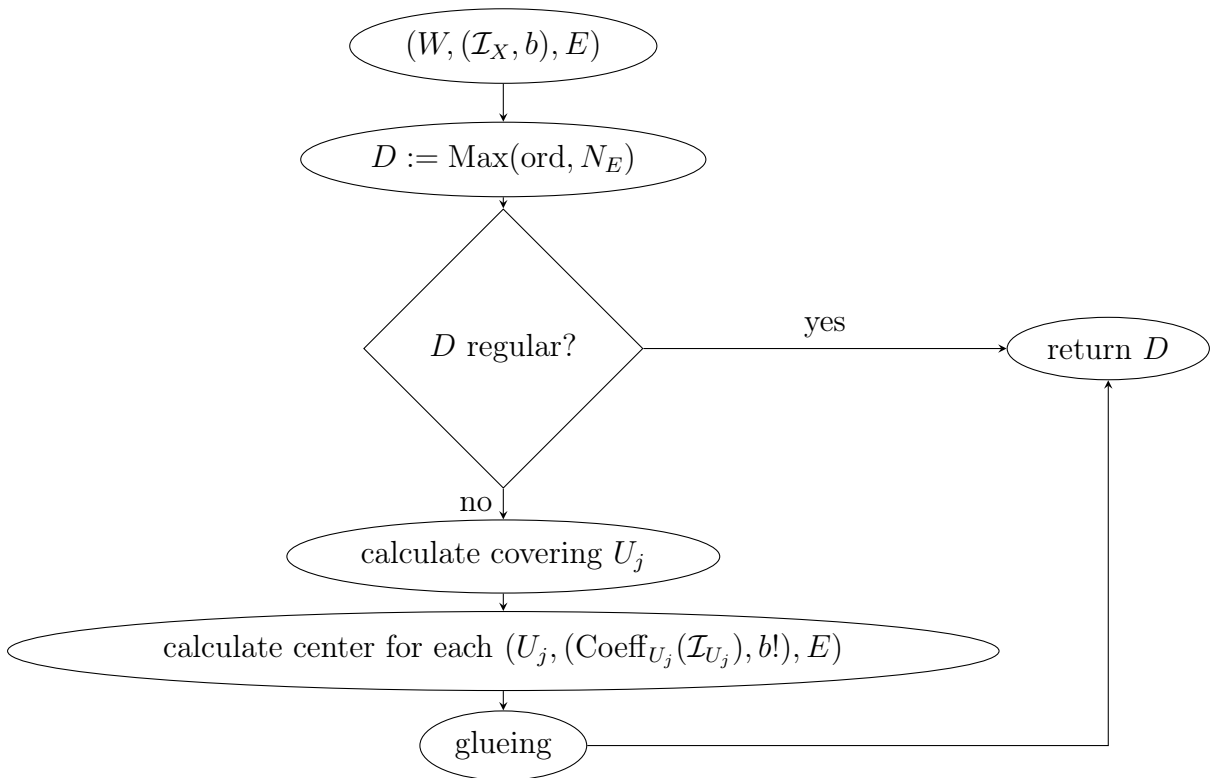 (W, (𝓘_X, b), E)
D := Max(ord, N_E)
D regular?
yes
return D
no
calculate covering U_j
calculate center for each (U_j, (Coeff_{U_j}(𝓘_{U_j}), b!), E)
glueing